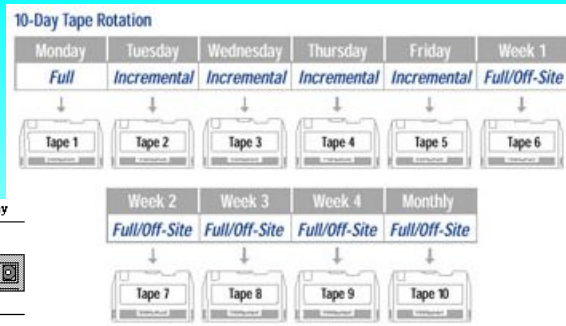 10-Day Tape Rotation
Monday Tuesday Wednesday Thursday Friday Week 1
Full Incremental Incremental Incremental Incremental Full/Off-Site
Tape 1 Tape 2 Tape 3 Tape 4 Tape 5 Tape 6
Week 2 Week 3 Week 4 Monthly
Full/Off-Site Full/Off-Site Full/Off-Site Full/Off-Site
Tape 7 Tape 8 Tape 9 Tape 10